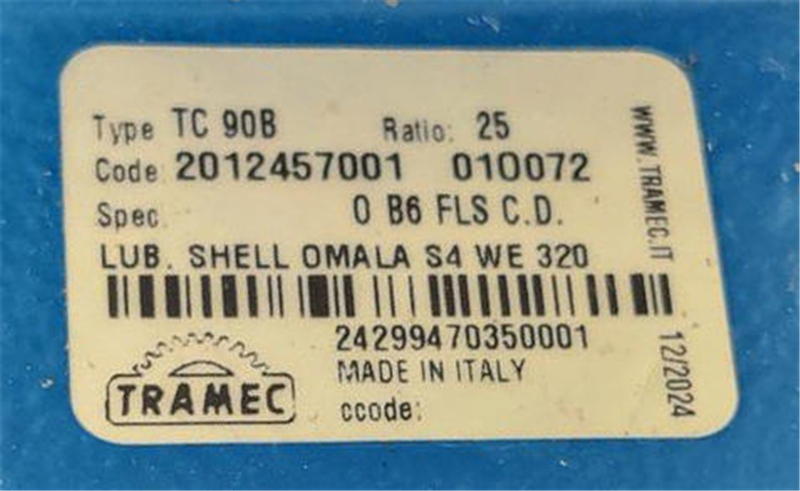 Type TC 90B Ratio: 25
Code 2012457001 010072
Spec O B6 FLS C.D.
LUB. SHELL OMALA S4 WE 320
24299470350001
MADE IN ITALY
ccode:
TRAMEC
WWW.TRAMEC.IT
12/2024